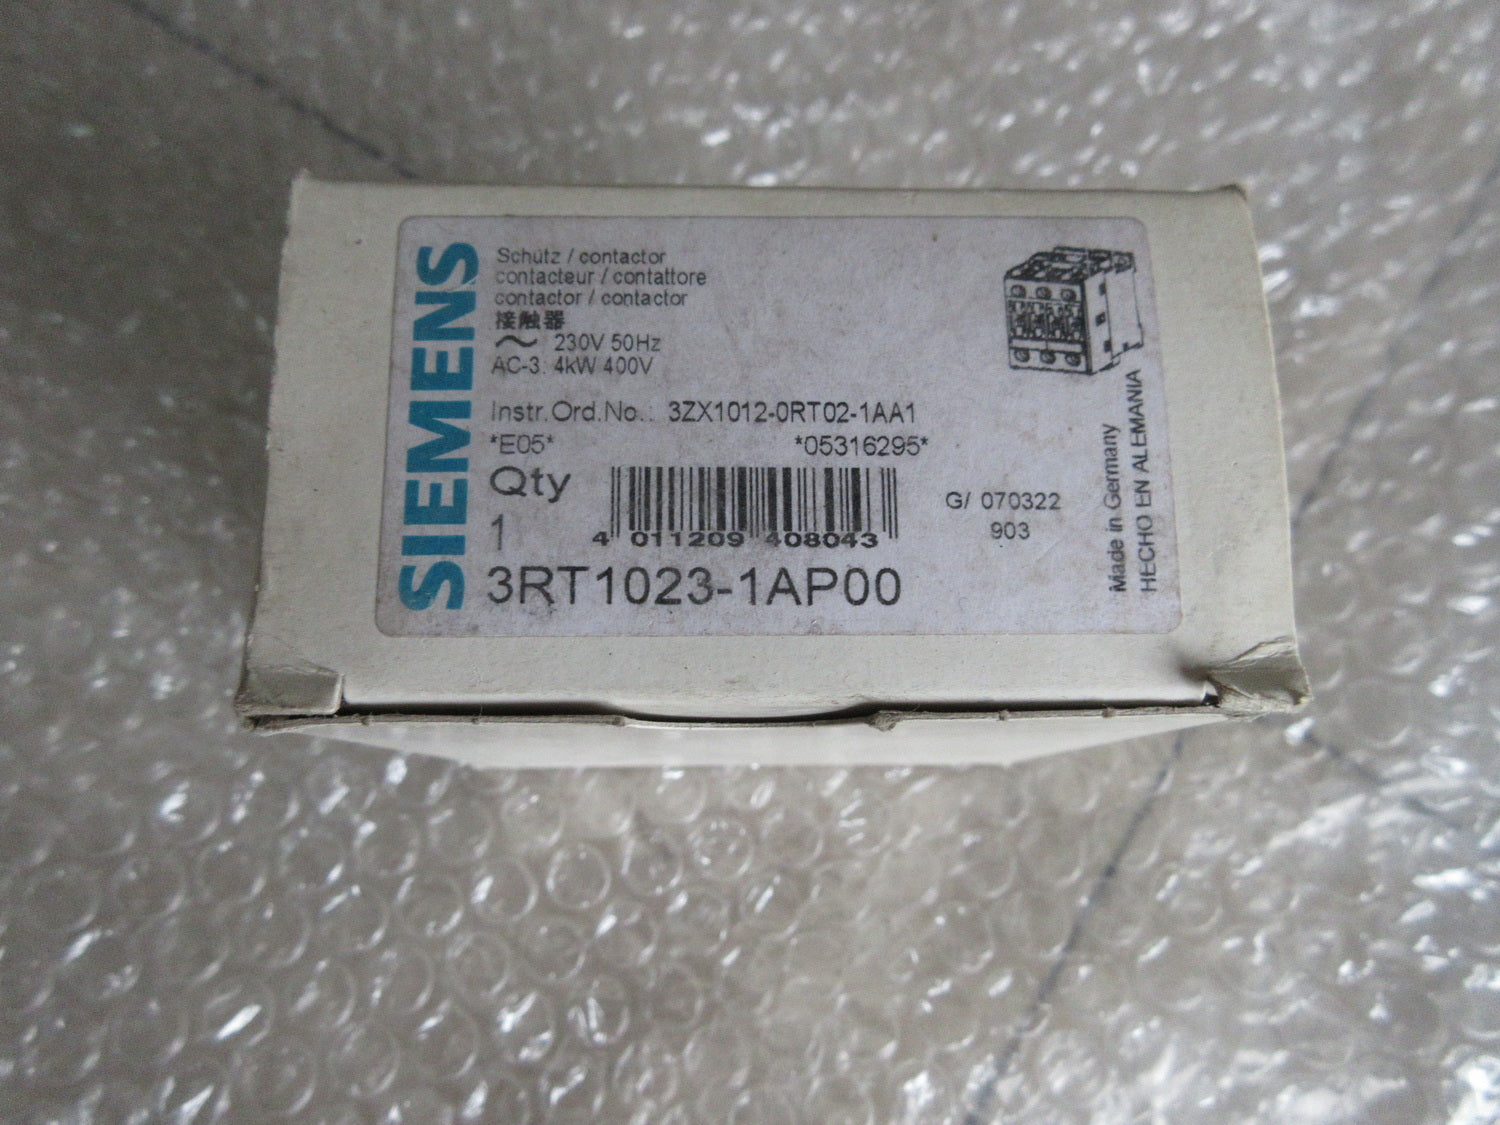 SIEMENS
Schütz / contactor
contacteur / contattore
contactor / contactor
接触器
~ 230V 50Hz
AC-3: 4kW 400V
Instr.Ord.No.: 3ZX1012-0RT02-1AA1
*E05* *05316295*
Qty
1
4 011209 408043
3RT1023-1AP00
G/ 070322
903
Made in Germany
HECHO EN ALEMANIA